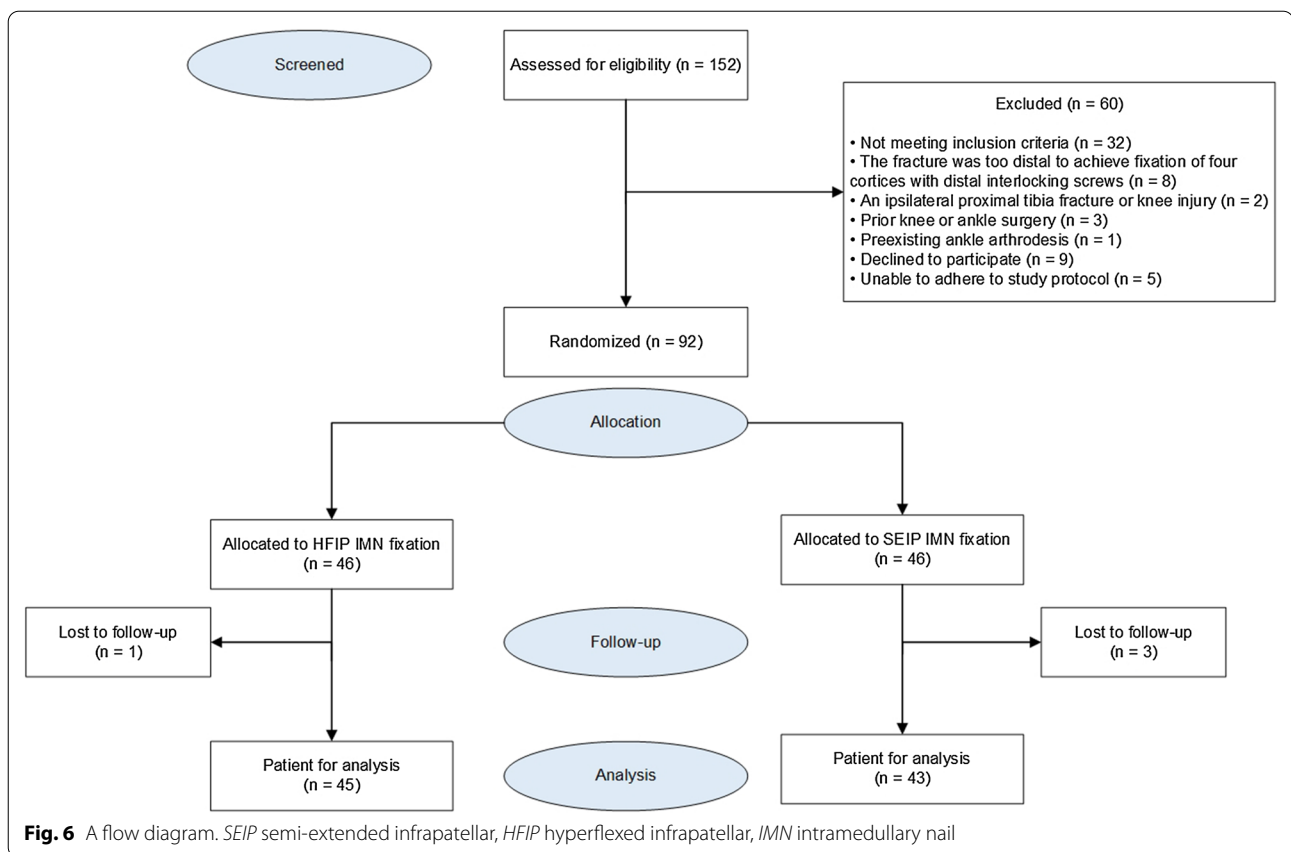 Screened
Assessed for eligibility (n = 152)
Excluded (n = 60)
• Not meeting inclusion criteria (n = 32)
• The fracture was too distal to achieve fixation of four
cortices with distal interlocking screws (n = 8)
• An ipsilateral proximal tibia fracture or knee injury (n = 2)
• Prior knee or ankle surgery (n = 3)
• Preexisting ankle arthrodesis (n = 1)
• Declined to participate (n = 9)
• Unable to adhere to study protocol (n = 5)
Randomized (n = 92)
Allocation
Allocated to HFIP IMN fixation
(n = 46)
Allocated to SEIP IMN fixation
(n = 46)
Lost to follow-up
(n = 1)
Follow-up
Lost to follow-up
(n = 3)
Patient for analysis
(n = 45)
Analysis
Patient for analysis
(n = 43)
Fig. 6 A flow diagram. SEIP semi-extended infrapatellar, HFIP hyperflexed infrapatellar, IMN intramedullary nail